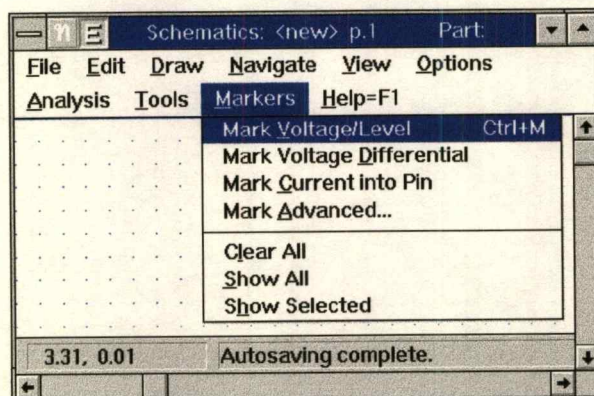 ก E Schematics: <new> p.1 Part:
File Edit Draw Navigate View Options
Analysis Tools Markers Help=F1
Mark Voltage/Level Ctrl+M
Mark Voltage Differential
Mark Current into Pin
Mark Advanced...
Clear All
Show All
Show Selected
3.31, 0.01 Autosaving complete.